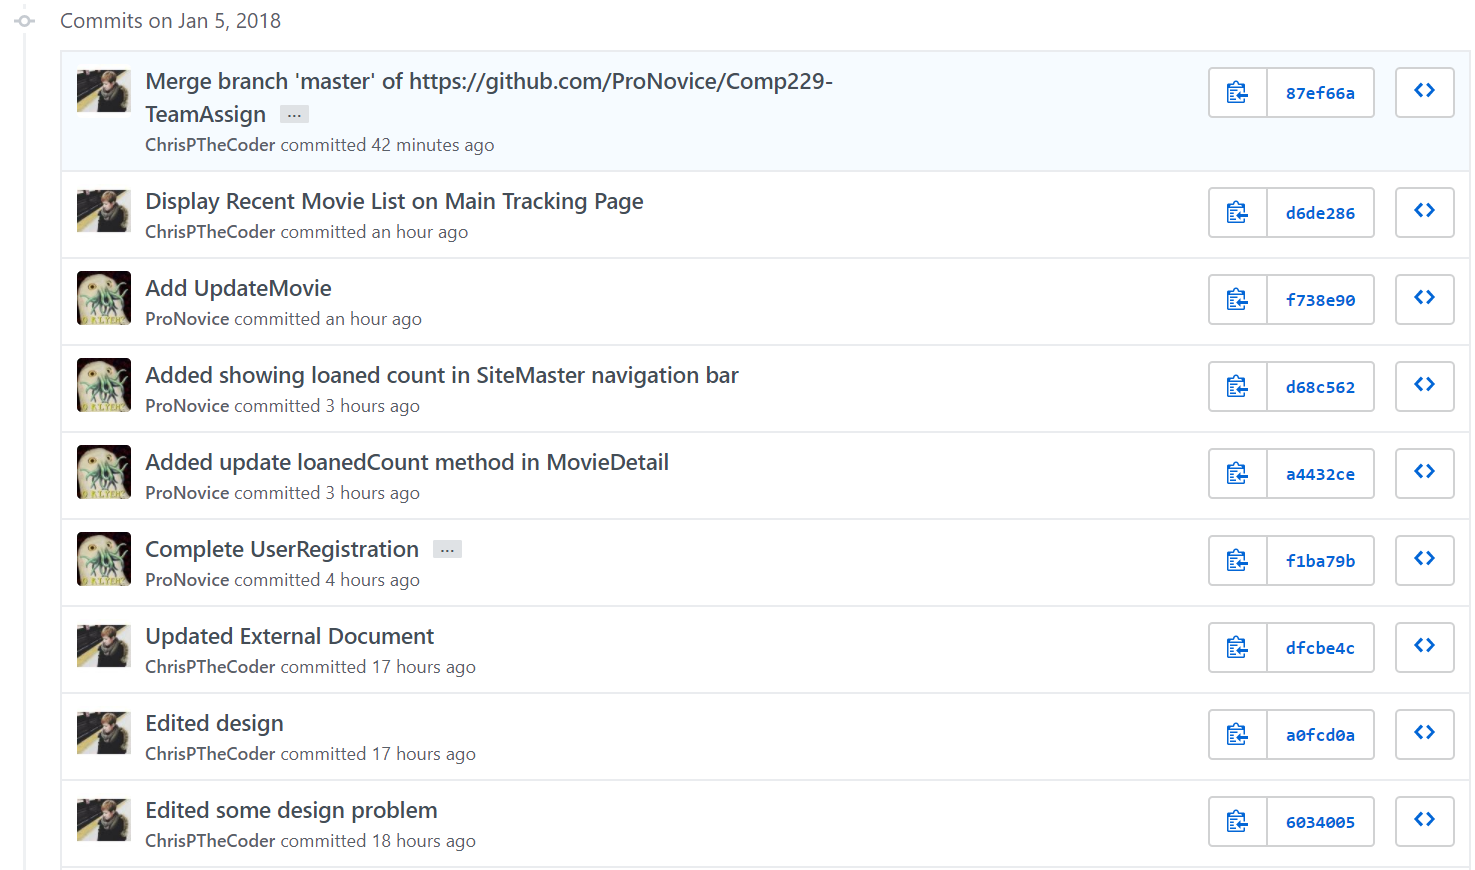 Commits on Jan 5, 2018
Merge branch 'master' of https://github.com/ProNovice/Comp229-
TeamAssign ...
87ef66a
ChrisPTheCoder committed 42 minutes ago
Display Recent Movie List on Main Tracking Page
d6de286
ChrisPTheCoder committed an hour ago
Add UpdateMovie
f738e90
ProNovice committed an hour ago
Added showing loaned count in SiteMaster navigation bar
d68c562
ProNovice committed 3 hours ago
Added update loanedCount method in MovieDetail
a4432ce
ProNovice committed 3 hours ago
Complete UserRegistration ...
f1ba79b
ProNovice committed 4 hours ago
Updated External Document
dfcbe4c
ChrisPTheCoder committed 17 hours ago
Edited design
a0fcd0a
ChrisPTheCoder committed 17 hours ago
Edited some design problem
6034005
ChrisPTheCoder committed 18 hours ago